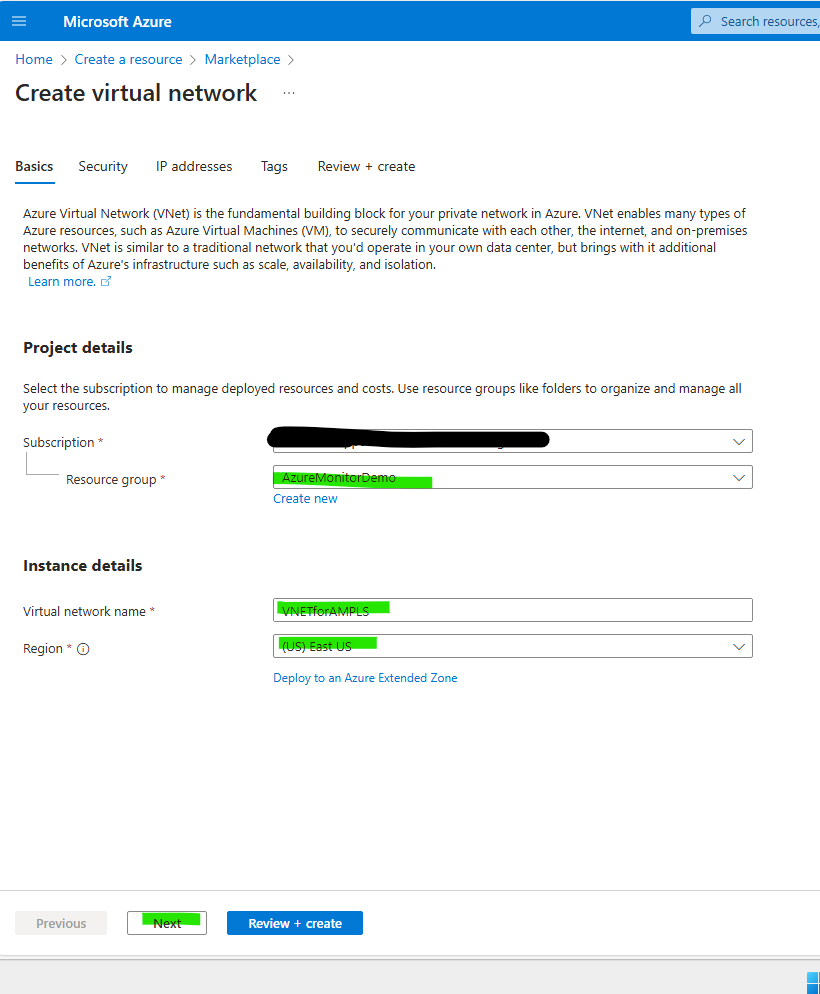 Microsoft Azure
Search resources,
Home > Create a resource > Marketplace >
Create virtual network ...
Basics Security IP addresses Tags Review + create
Azure Virtual Network (VNet) is the fundamental building block for your private network in Azure. VNet enables many types of
Azure resources, such as Azure Virtual Machines (VM), to securely communicate with each other, the internet, and on-premises
networks. VNet is similar to a traditional network that you'd operate in your own data center, but brings with it additional
benefits of Azure's infrastructure such as scale, availability, and isolation.
Learn more.
Project details
Select the subscription to manage deployed resources and costs. Use resource groups like folders to organize and manage all
your resources.
Subscription *
Resource group *
AzureMonitorDemo
Create new
Instance details
Virtual network name *
VNETforAMPLS
Region *
(US) East US
Deploy to an Azure Extended Zone
Previous
Next
Review + create